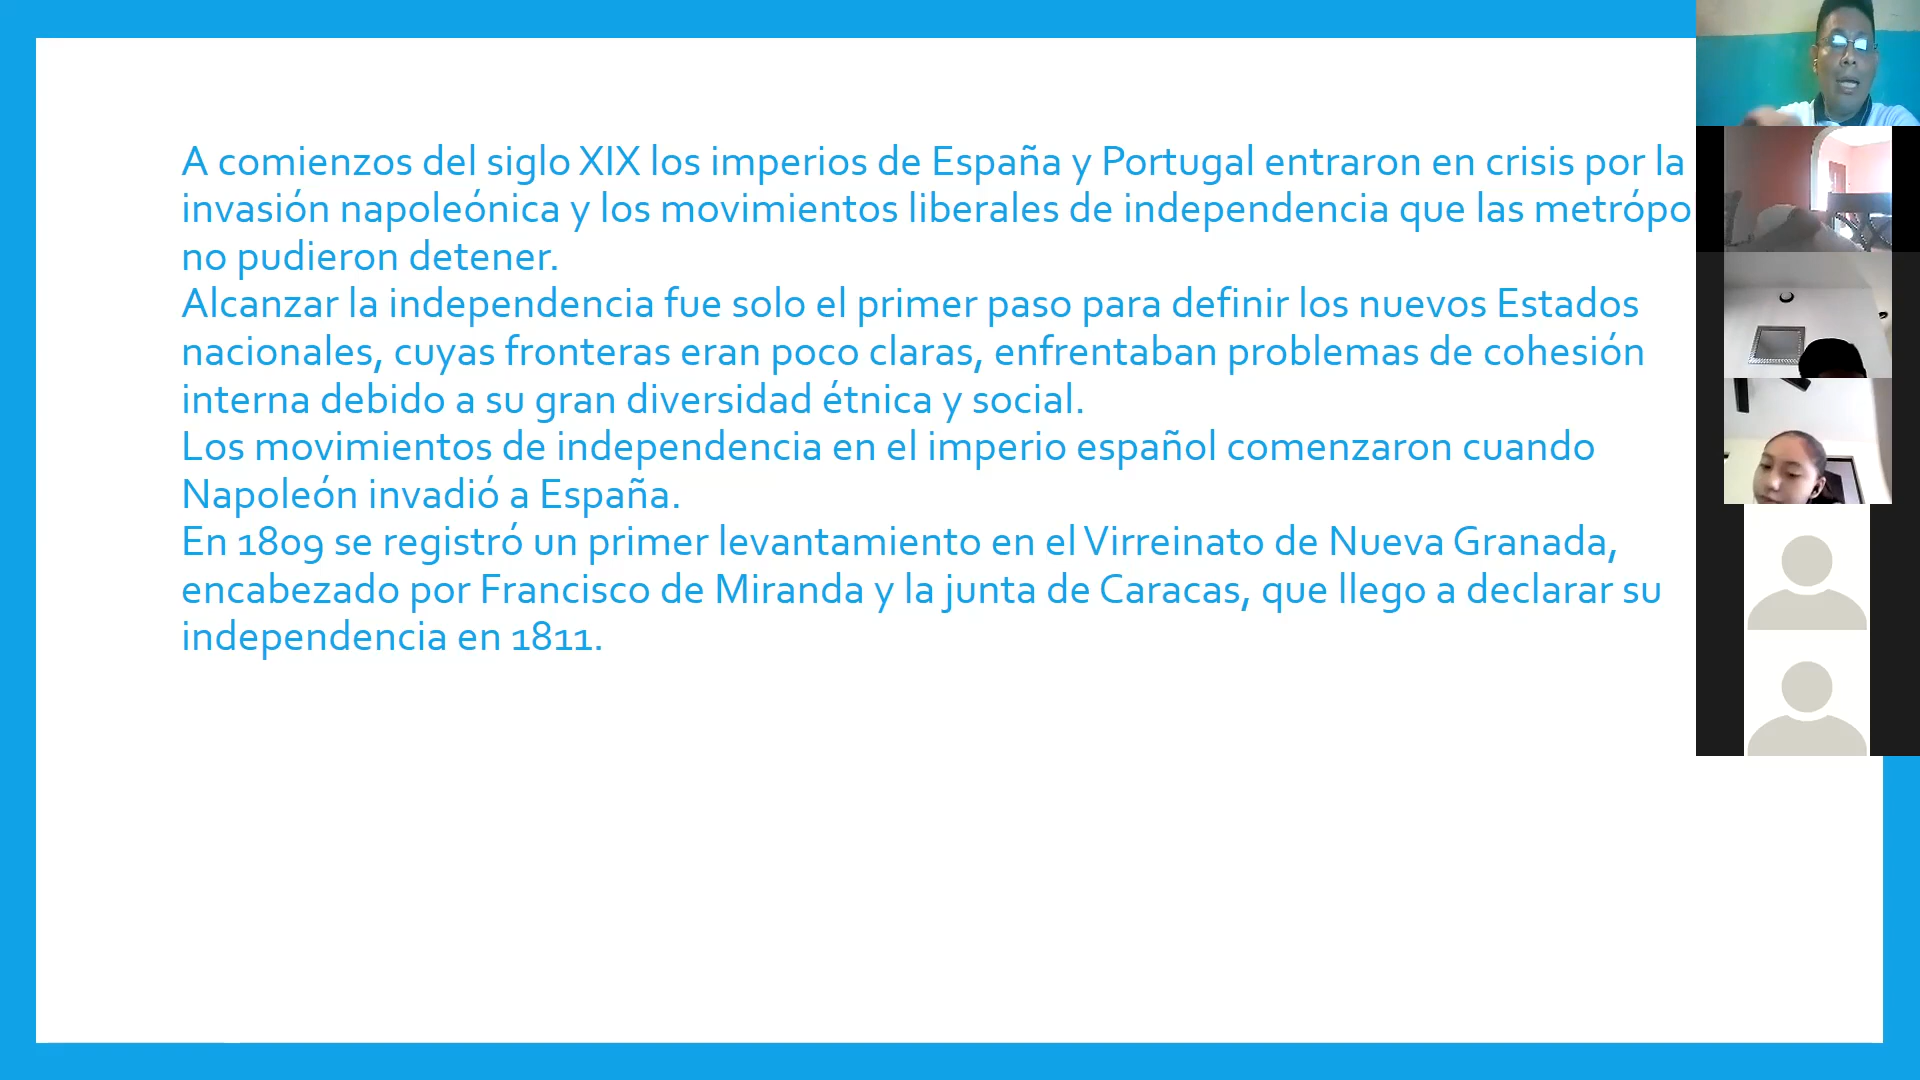 A comienzos del siglo XIX los imperios de España y Portugal entraron en crisis por la
invasión napoleónica y los movimientos liberales de independencia que las metrópo
no pudieron detener.
Alcanzar la independencia fue solo el primer paso para definir los nuevos Estados
nacionales, cuyas fronteras eran poco claras, enfrentaban problemas de cohesión
interna debido a su gran diversidad étnica y social.
Los movimientos de independencia en el imperio español comenzaron cuando
Napoleón invadió a España.
En 1809 se registró un primer levantamiento en el Virreinato de Nueva Granada,
encabezado por Francisco de Miranda y la junta de Caracas, que llego a declarar su
independencia en 1811.